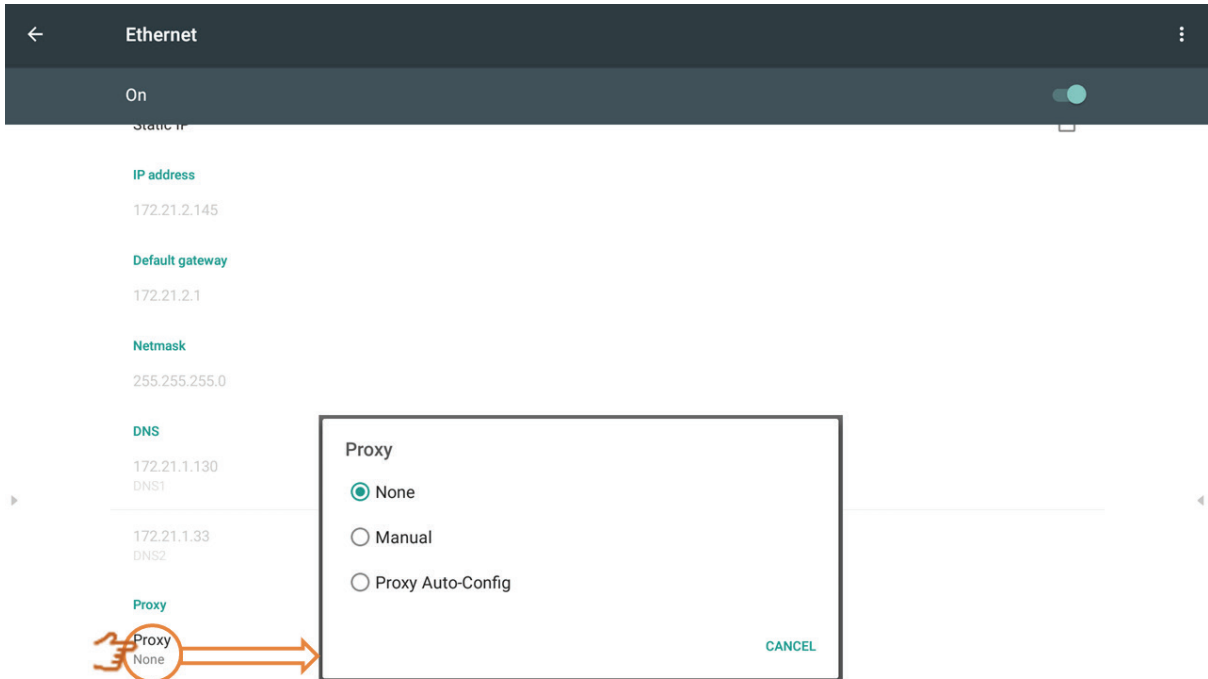 Ethernet
On
Static IP
IP address
172.21.2.145
Default gateway
172.21.2.1
Netmask
255.255.255.0
DNS
172.21.1.130
DNS1
172.21.1.33
DNS2
Proxy
Proxy
None
Proxy
None
Manual
Proxy Auto-Config
CANCEL